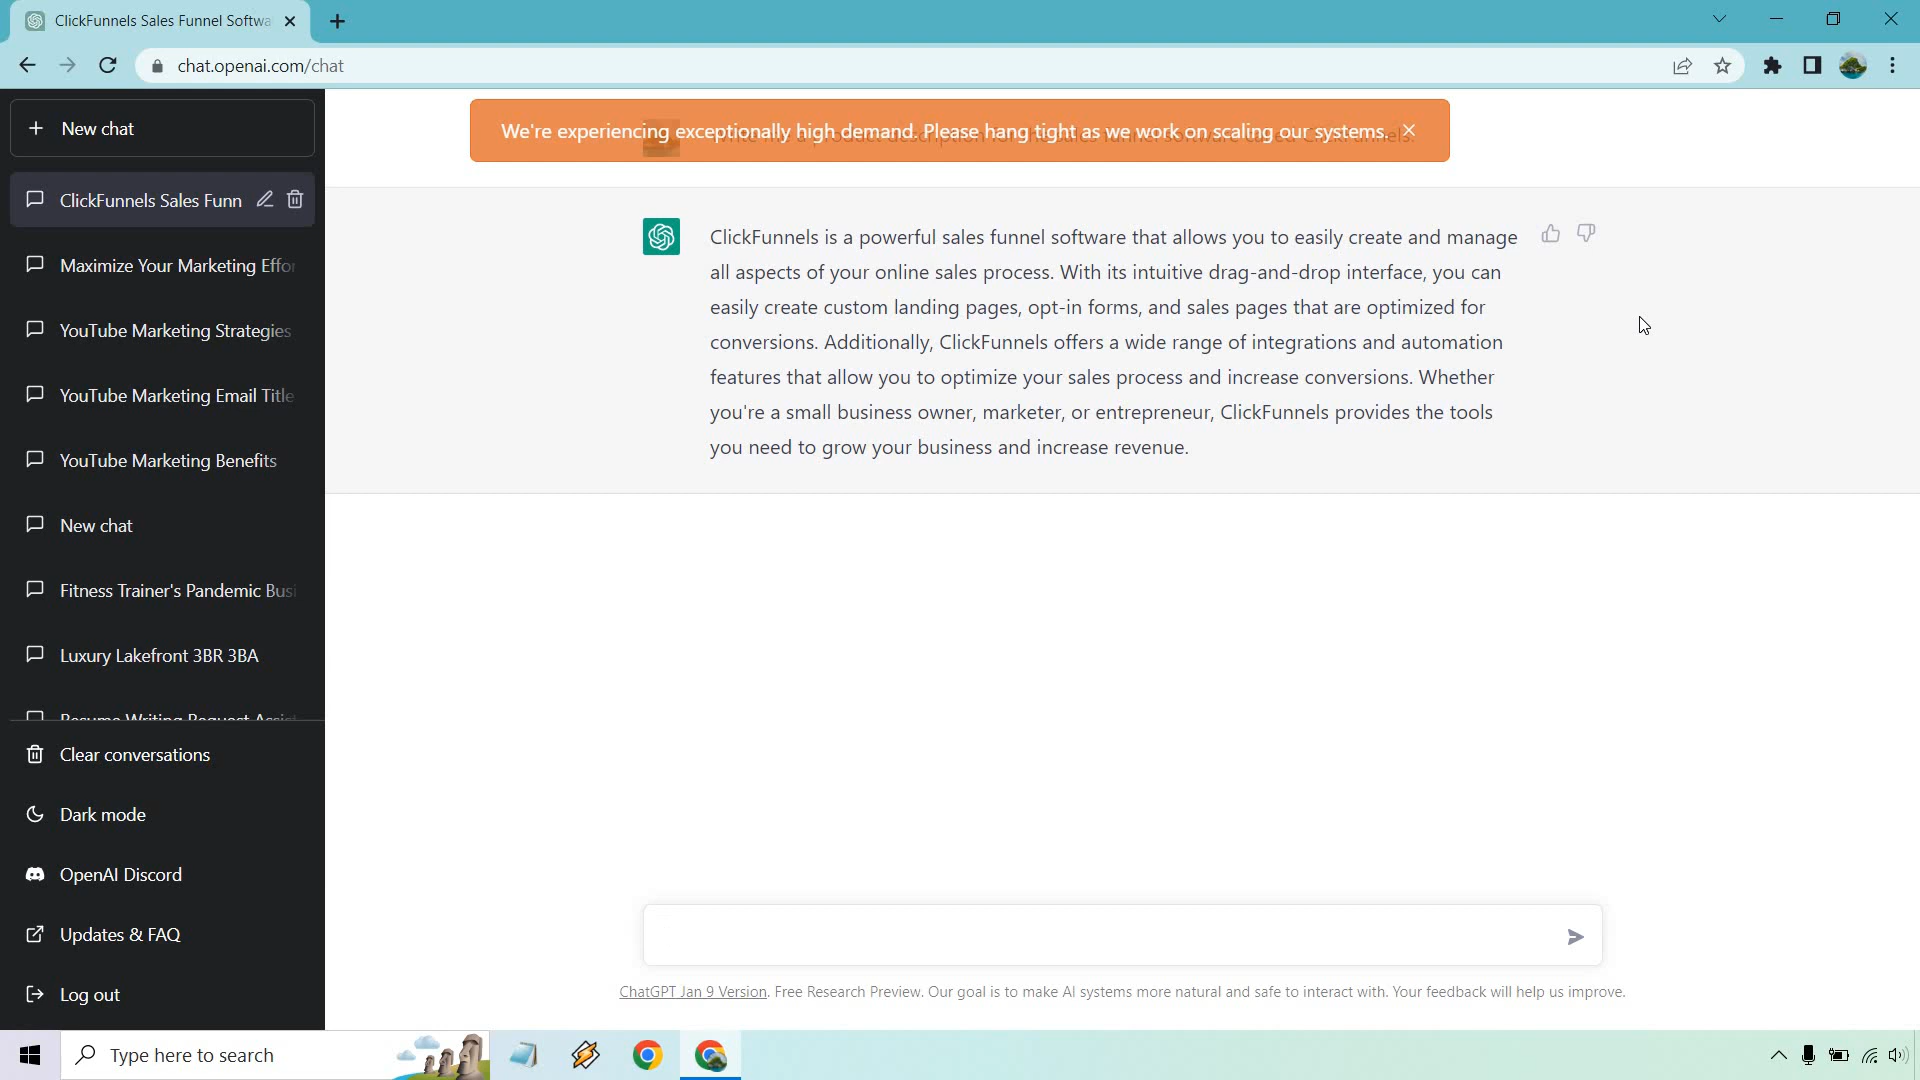 ClickFunnels Sales Funnel Softwa
chat.openai.com/chat
New chat
We're experiencing exceptionally high demand. Please hang tight as we work on scaling our systems.
ClickFunnels Sales Funn
Maximize Your Marketing Effor
YouTube Marketing Strategies
YouTube Marketing Email Title
YouTube Marketing Benefits
New chat
Fitness Trainer's Pandemic Busi
Luxury Lakefront 3BR 3BA
Resume Writing Request Assist
Clear conversations
Dark mode
OpenAI Discord
Updates & FAQ
Log out
ClickFunnels is a powerful sales funnel software that allows you to easily create and manage
all aspects of your online sales process. With its intuitive drag-and-drop interface, you can
easily create custom landing pages, opt-in forms, and sales pages that are optimized for
conversions. Additionally, ClickFunnels offers a wide range of integrations and automation
features that allow you to optimize your sales process and increase conversions. Whether
you're a small business owner, marketer, or entrepreneur, ClickFunnels provides the tools
you need to grow your business and increase revenue.
ChatGPT Jan 9 Version. Free Research Preview. Our goal is to make AI systems more natural and safe to interact with. Your feedback will help us improve.
Type here to search